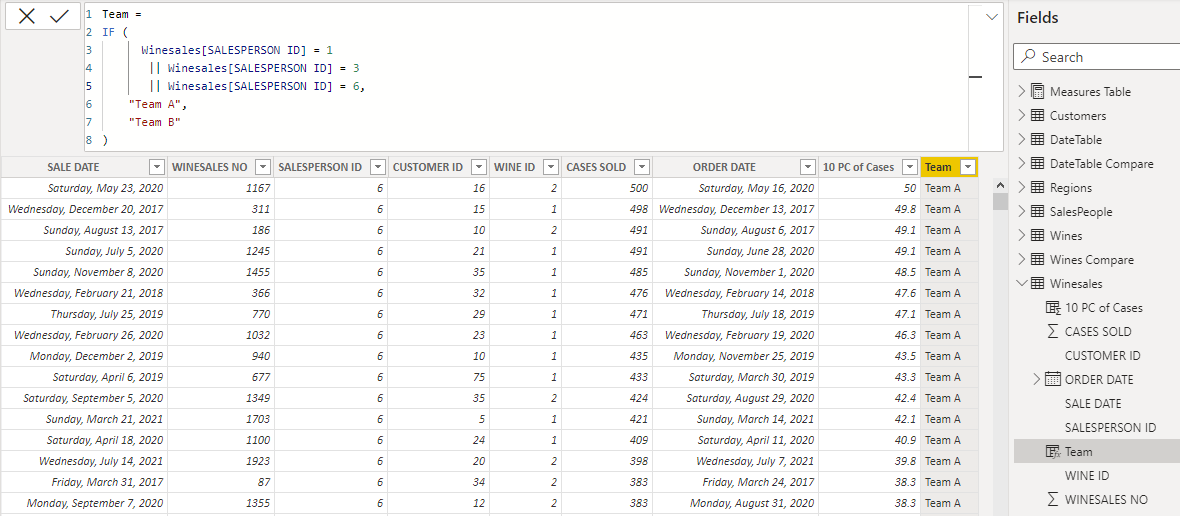 1 Team =
2 IF (
3 Winesales[SALESPERSON ID] = 1
4 || Winesales[SALESPERSON ID] = 3
5 || Winesales[SALESPERSON ID] = 6,
6 "Team A",
7 "Team B"
8 )
SALE DATE WINESALES NO SALESPERSON ID CUSTOMER ID WINE ID CASES SOLD ORDER DATE 10 PC of Cases Team
Saturday, May 23, 2020 1167 6 16 2 500 Saturday, May 16, 2020 50 Team A
Wednesday, December 20, 2017 311 6 15 1 498 Wednesday, December 13, 2017 49.8 Team A
Sunday, August 13, 2017 186 6 10 2 491 Sunday, August 6, 2017 49.1 Team A
Sunday, July 5, 2020 1245 6 21 1 491 Sunday, June 28, 2020 49.1 Team A
Sunday, November 8, 2020 1455 6 35 1 485 Sunday, November 1, 2020 48.5 Team A
Wednesday, February 21, 2018 366 6 32 1 476 Wednesday, February 14, 2018 47.6 Team A
Thursday, July 25, 2019 770 6 29 1 471 Thursday, July 18, 2019 47.1 Team A
Wednesday, February 26, 2020 1032 6 23 1 463 Wednesday, February 19, 2020 46.3 Team A
Monday, December 2, 2019 940 6 10 1 435 Monday, November 25, 2019 43.5 Team A
Saturday, April 6, 2019 677 6 75 1 433 Saturday, March 30, 2019 43.3 Team A
Saturday, September 5, 2020 1349 6 35 2 424 Saturday, August 29, 2020 42.4 Team A
Sunday, March 21, 2021 1703 6 5 1 421 Sunday, March 14, 2021 42.1 Team A
Saturday, April 18, 2020 1100 6 24 1 409 Saturday, April 11, 2020 40.9 Team A
Wednesday, July 14, 2021 1923 6 20 2 398 Wednesday, July 7, 2021 39.8 Team A
Friday, March 31, 2017 87 6 34 2 383 Friday, March 24, 2017 38.3 Team A
Monday, September 7, 2020 1355 6 12 2 383 Monday, August 31, 2020 38.3 Team A
Fields
Search
Measures Table
Customers
DateTable
DateTable Compare
Regions
SalesPeople
Wines
Wines Compare
Winesales
10 PC of Cases
CASES SOLD
CUSTOMER ID
ORDER DATE
SALE DATE
SALESPERSON ID
Team
WINE ID
WINESALES NO